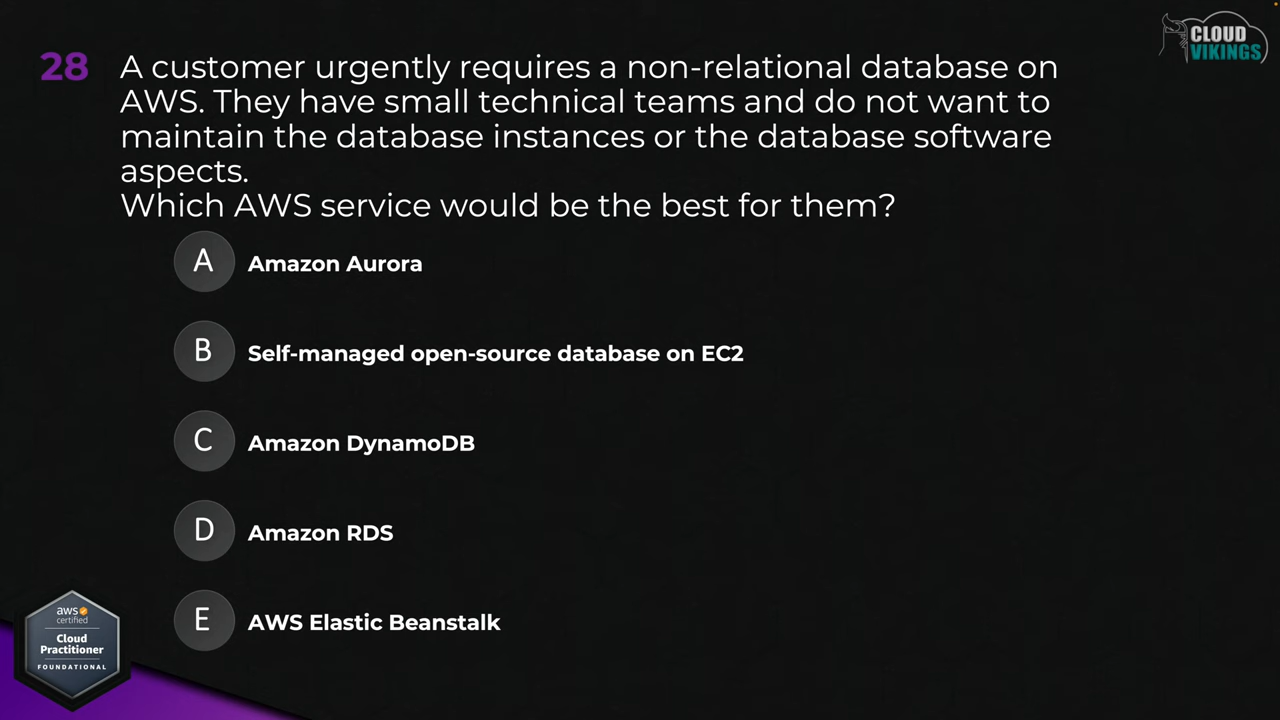 CLOUD
VIKINGS
28
A customer urgently requires a non-relational database on
AWS. They have small technical teams and do not want to
maintain the database instances or the database software
aspects.
Which AWS service would be the best for them?
A Amazon Aurora
B Self-managed open-source database on EC2
C Amazon DynamoDB
D Amazon RDS
E AWS Elastic Beanstalk
aws
certified
Cloud
Practitioner
FOUNDATIONAL